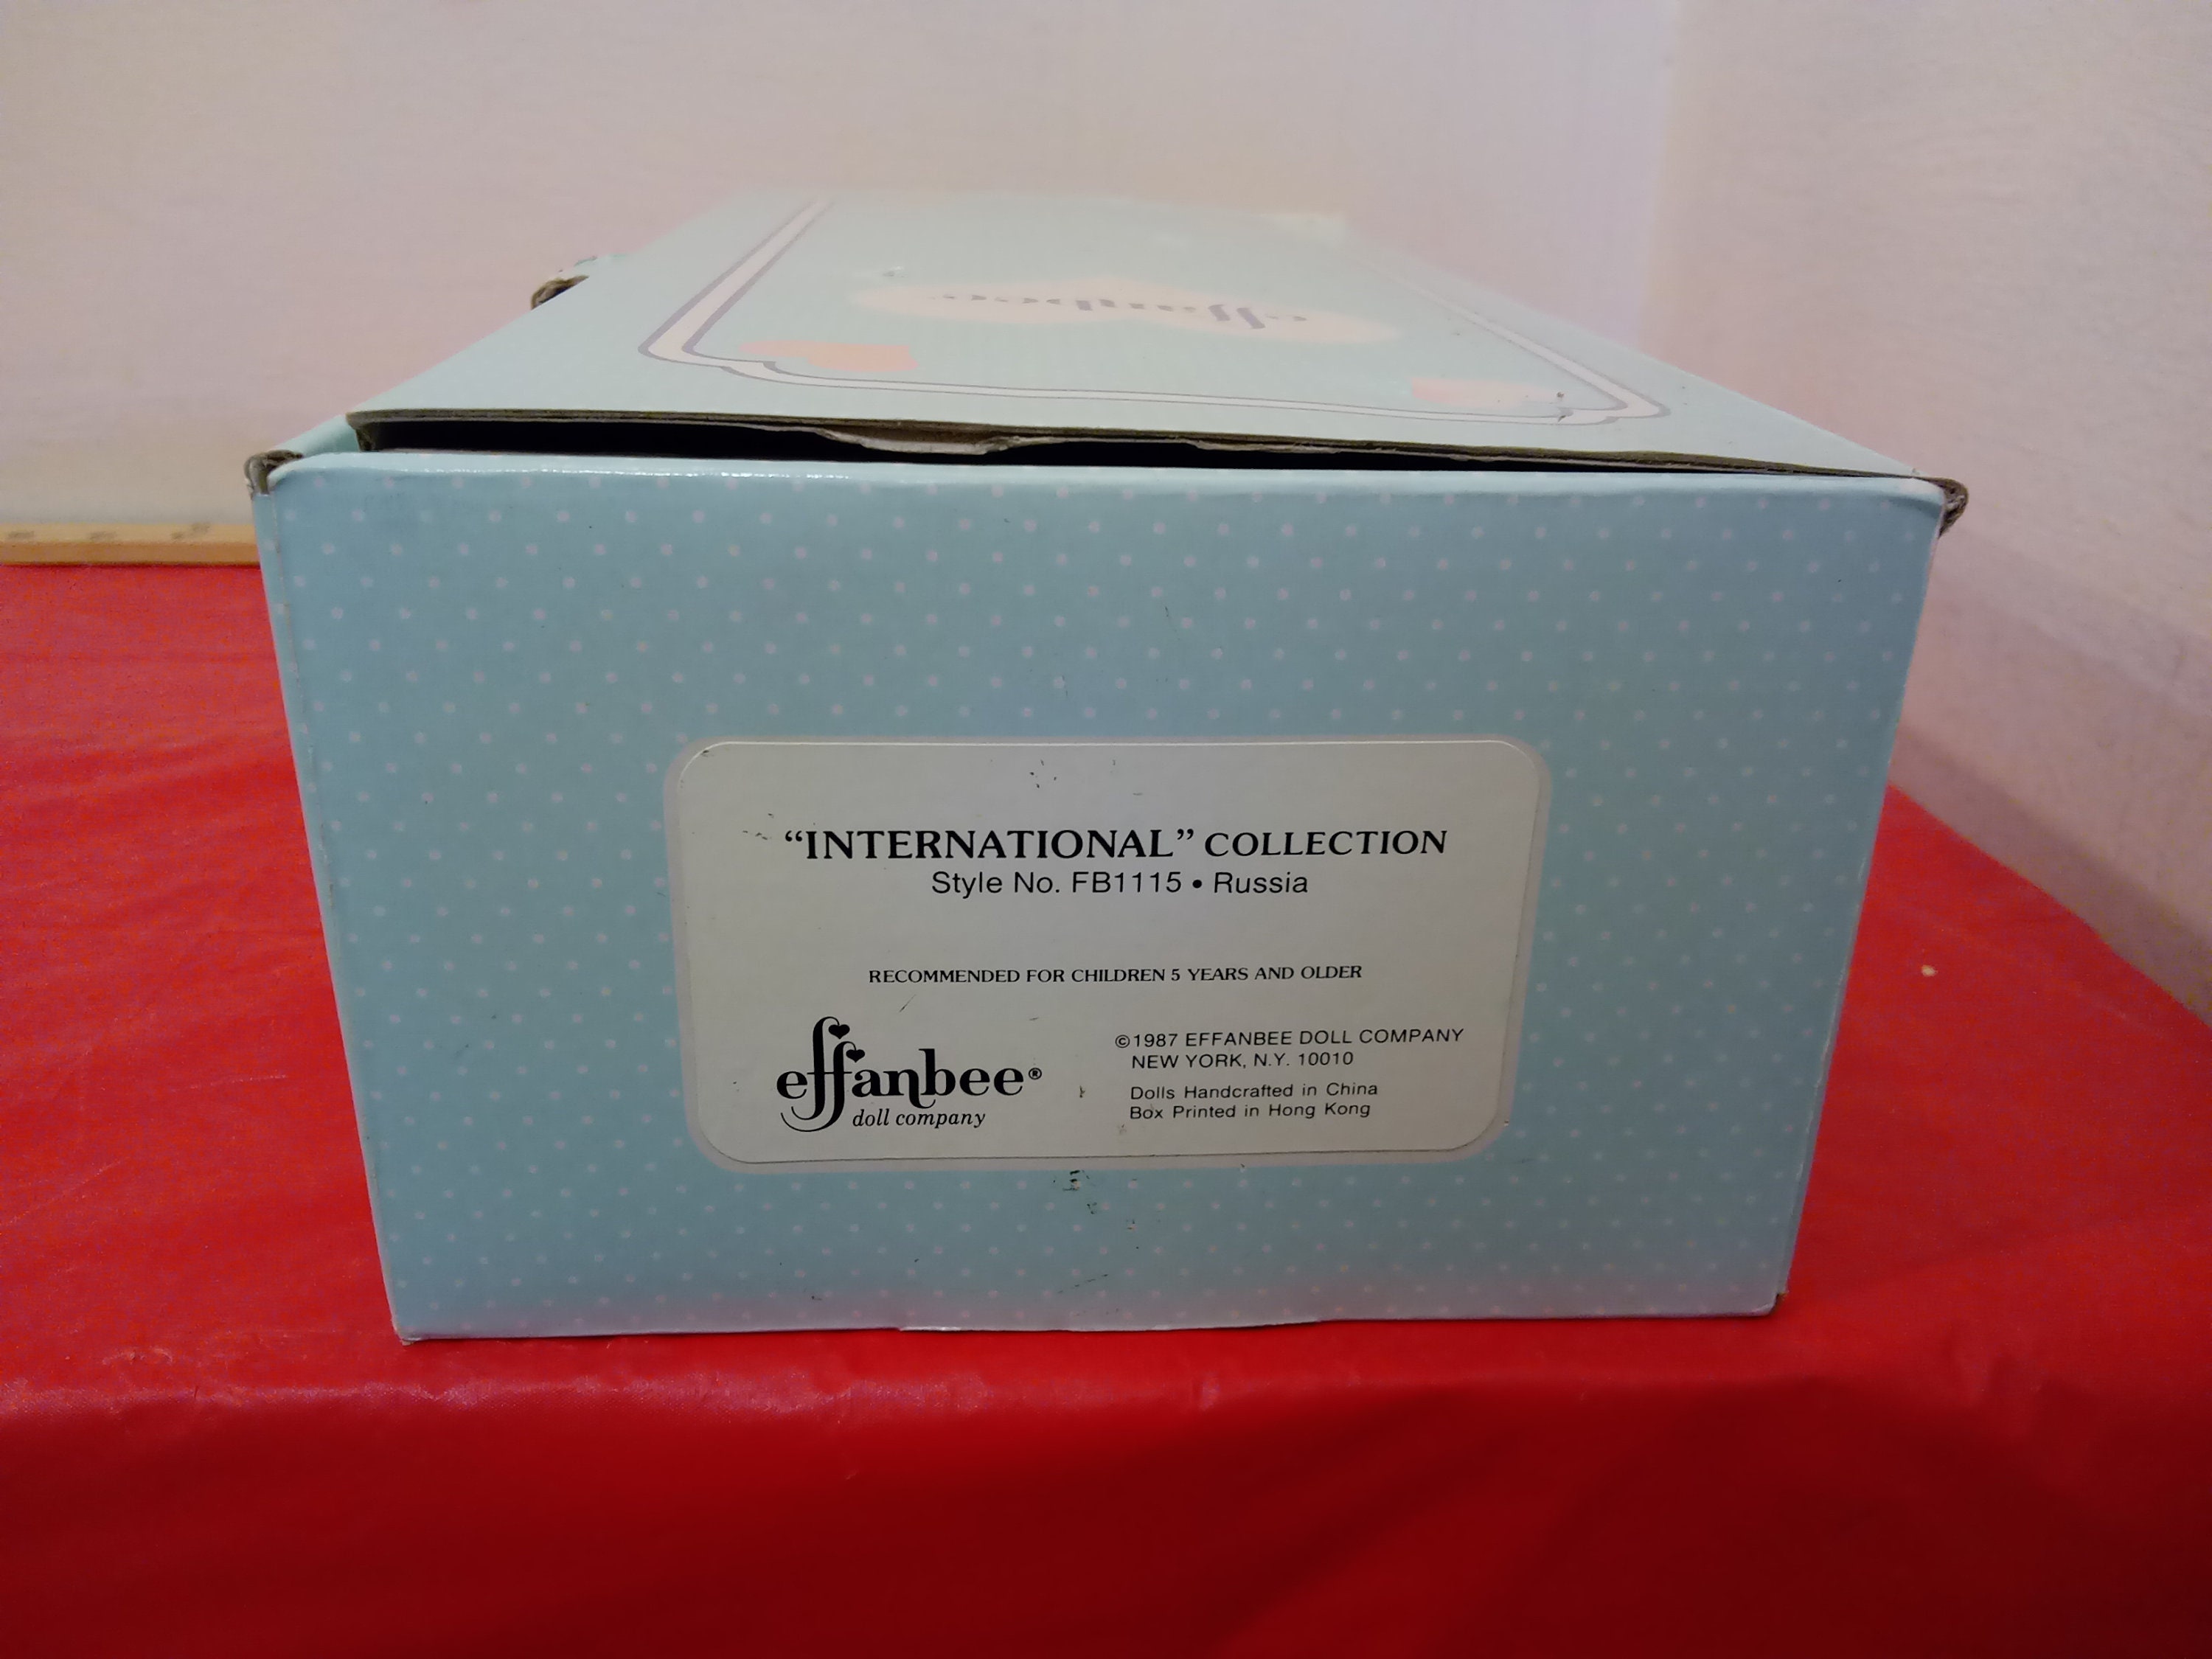 effanbee
“INTERNATIONAL” COLLECTION
Style No. FB1115 • Russia
RECOMMENDED FOR CHILDREN 5 YEARS AND OLDER
effanbee®
doll company
©1987 EFFANBEE DOLL COMPANY
NEW YORK, N.Y. 10010
Dolls Handcrafted in China
Box Printed in Hong Kong